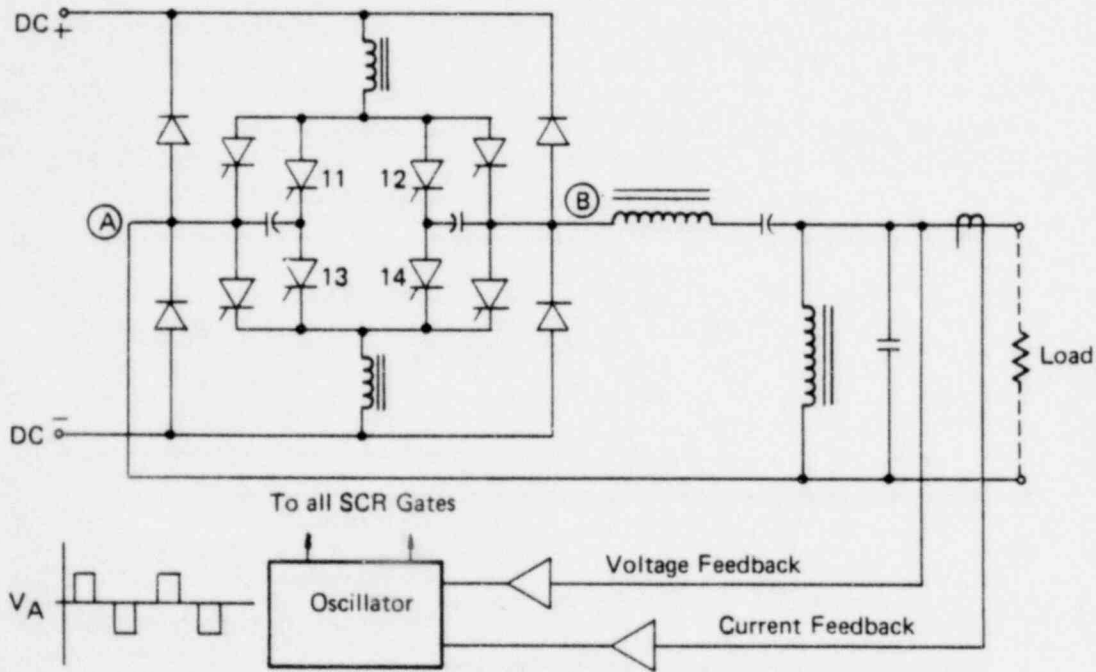 DC +
11
12
A
B
13
14
Load
DC −
To all SCR Gates
Voltage Feedback
VA
Oscillator
Current Feedback